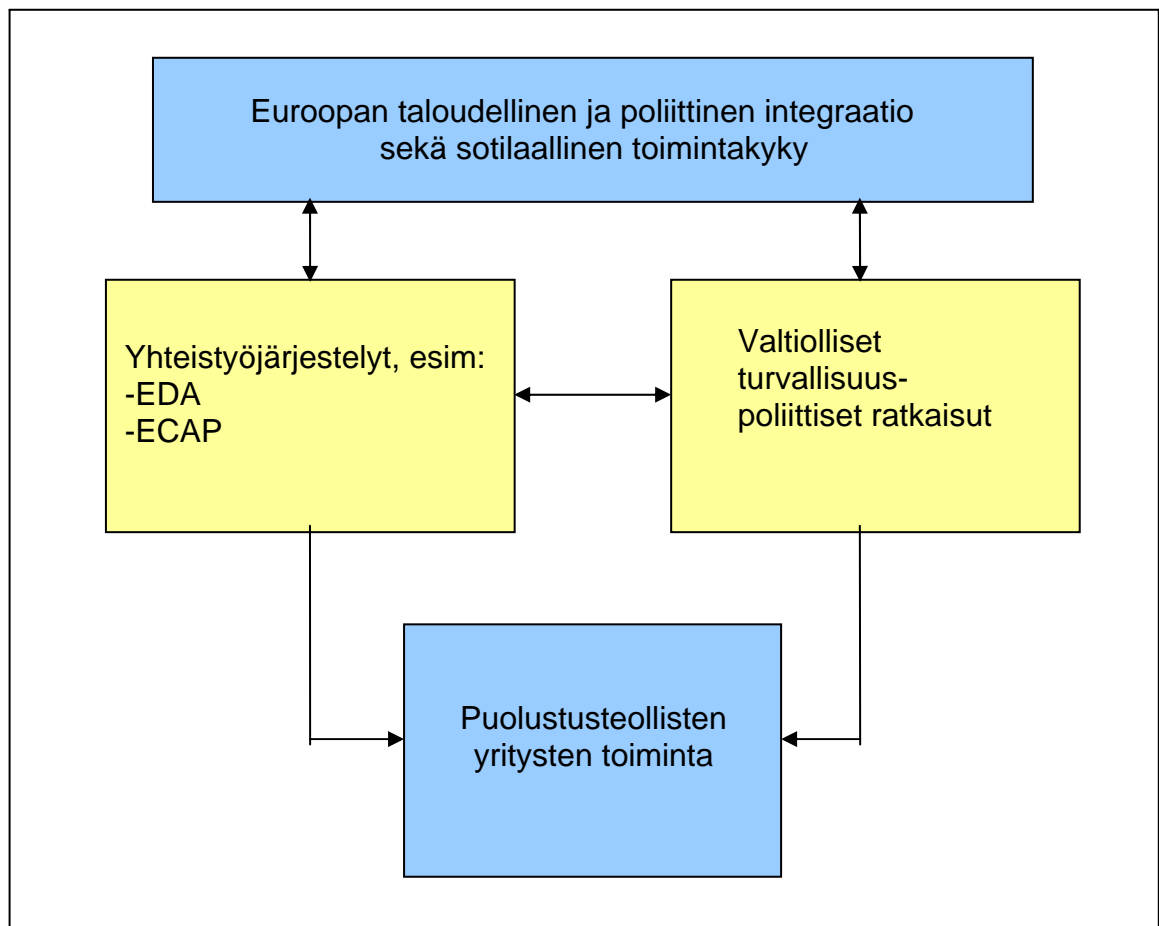 Euroopan taloudellinen ja poliittinen integraatio
sekä sotilaallinen toimintakyky
Yhteistyöjärjestelyt, esim:
-EDA
-ECAP
Valtiolliset
turvallisuus-
poliittiset ratkaisut
Puolustusteollisten
yritysten toiminta